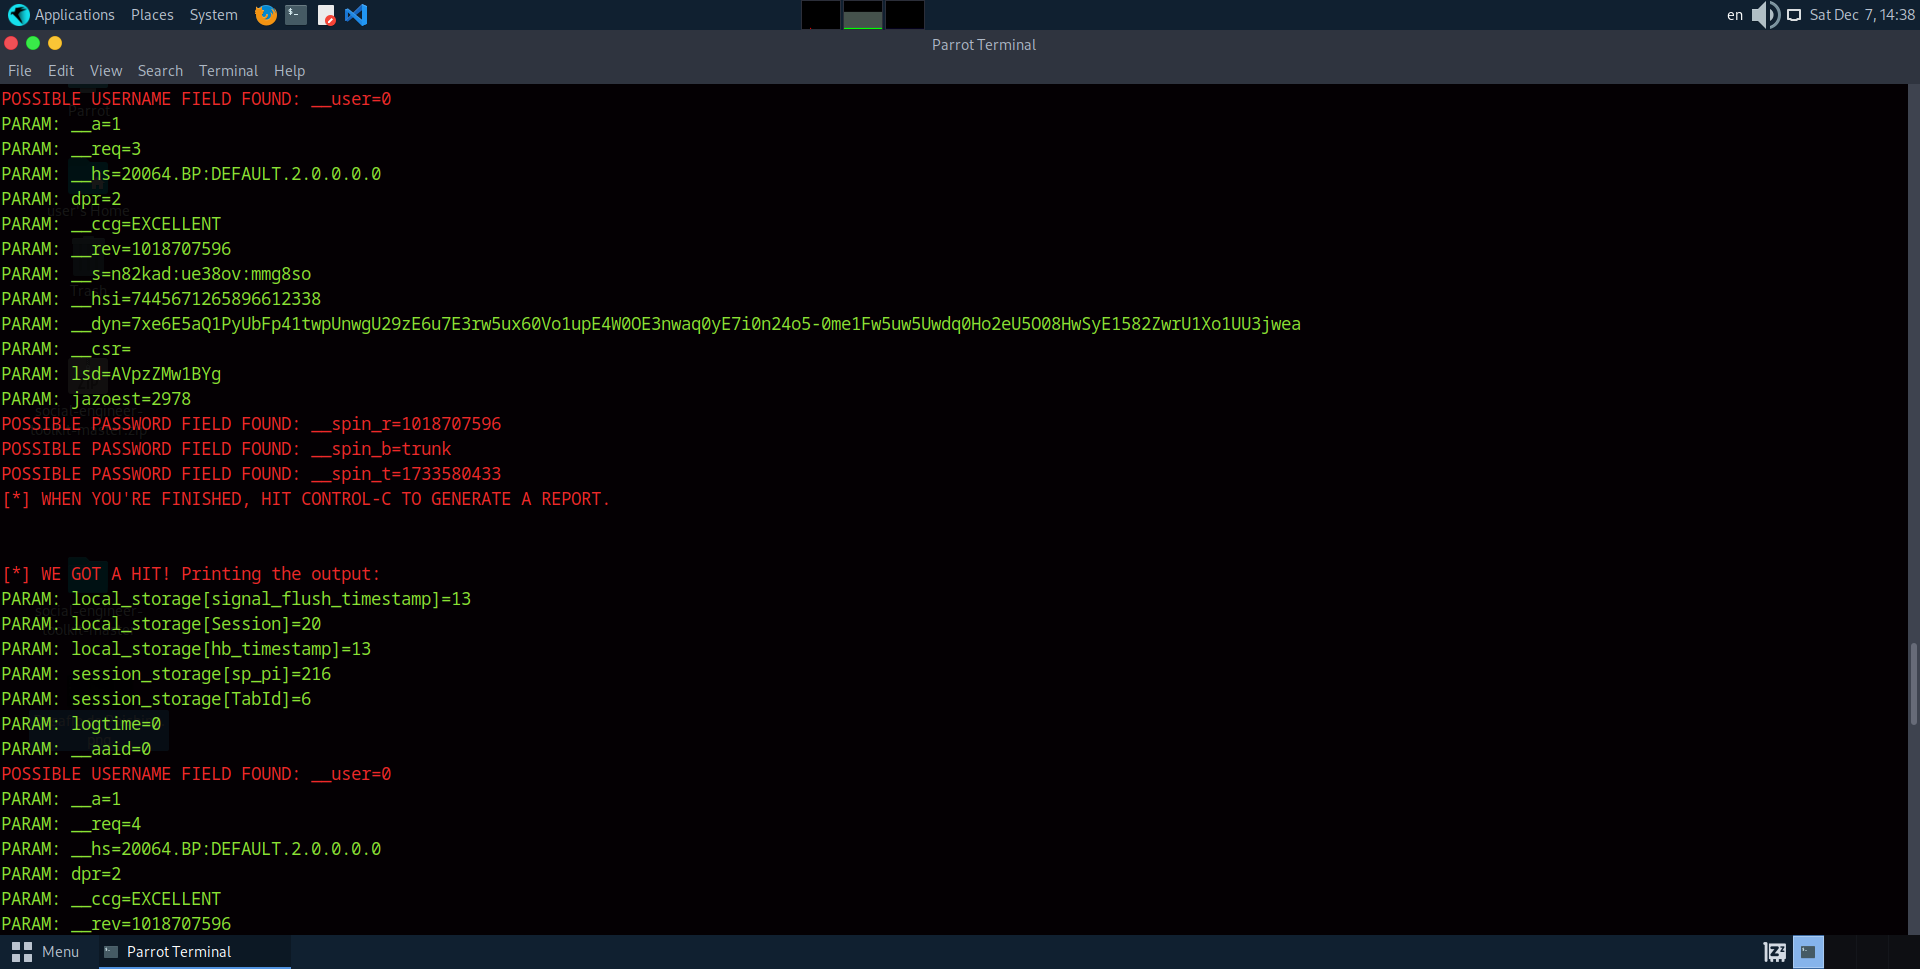 Applications Places System
en Sat Dec 7, 14:38
Parrot Terminal
File Edit View Search Terminal Help
POSSIBLE USERNAME FIELD FOUND: __user=0
PARAM: __a=1
PARAM: __req=3
PARAM: __hs=20064.BP:DEFAULT.2.0.0.0.0
PARAM: dpr=2
PARAM: __ccg=EXCELLENT
PARAM: __rev=1018707596
PARAM: __s=n82kad:ue38ov:mmg8so
PARAM: __hsi=7445671265896612338
PARAM: __dyn=7xe6E5aQ1PyUbFp41twpUnwgU29zE6u7E3rw5ux60Vo1upE4W0OE3nwaq0yE7i0n24o5-0me1Fw5uw5Uwdq0Ho2eU5O08HwSyE1582ZwrU1Xo1UU3jwea
PARAM: __csr=
PARAM: lsd=AVpzZMw1BYg
PARAM: jazoest=2978
POSSIBLE PASSWORD FIELD FOUND: __spin_r=1018707596
POSSIBLE PASSWORD FIELD FOUND: __spin_b=trunk
POSSIBLE PASSWORD FIELD FOUND: __spin_t=1733580433
[*] WHEN YOU'RE FINISHED, HIT CONTROL-C TO GENERATE A REPORT.
[*] WE GOT A HIT! Printing the output:
PARAM: local_storage[signal_flush_timestamp]=13
PARAM: local_storage[Session]=20
PARAM: local_storage[hb_timestamp]=13
PARAM: session_storage[sp_pi]=216
PARAM: session_storage[TabId]=6
PARAM: logtime=0
PARAM: __aaid=0
POSSIBLE USERNAME FIELD FOUND: __user=0
PARAM: __a=1
PARAM: __req=4
PARAM: __hs=20064.BP:DEFAULT.2.0.0.0.0
PARAM: dpr=2
PARAM: __ccg=EXCELLENT
PARAM: __rev=1018707596
Menu Parrot Terminal